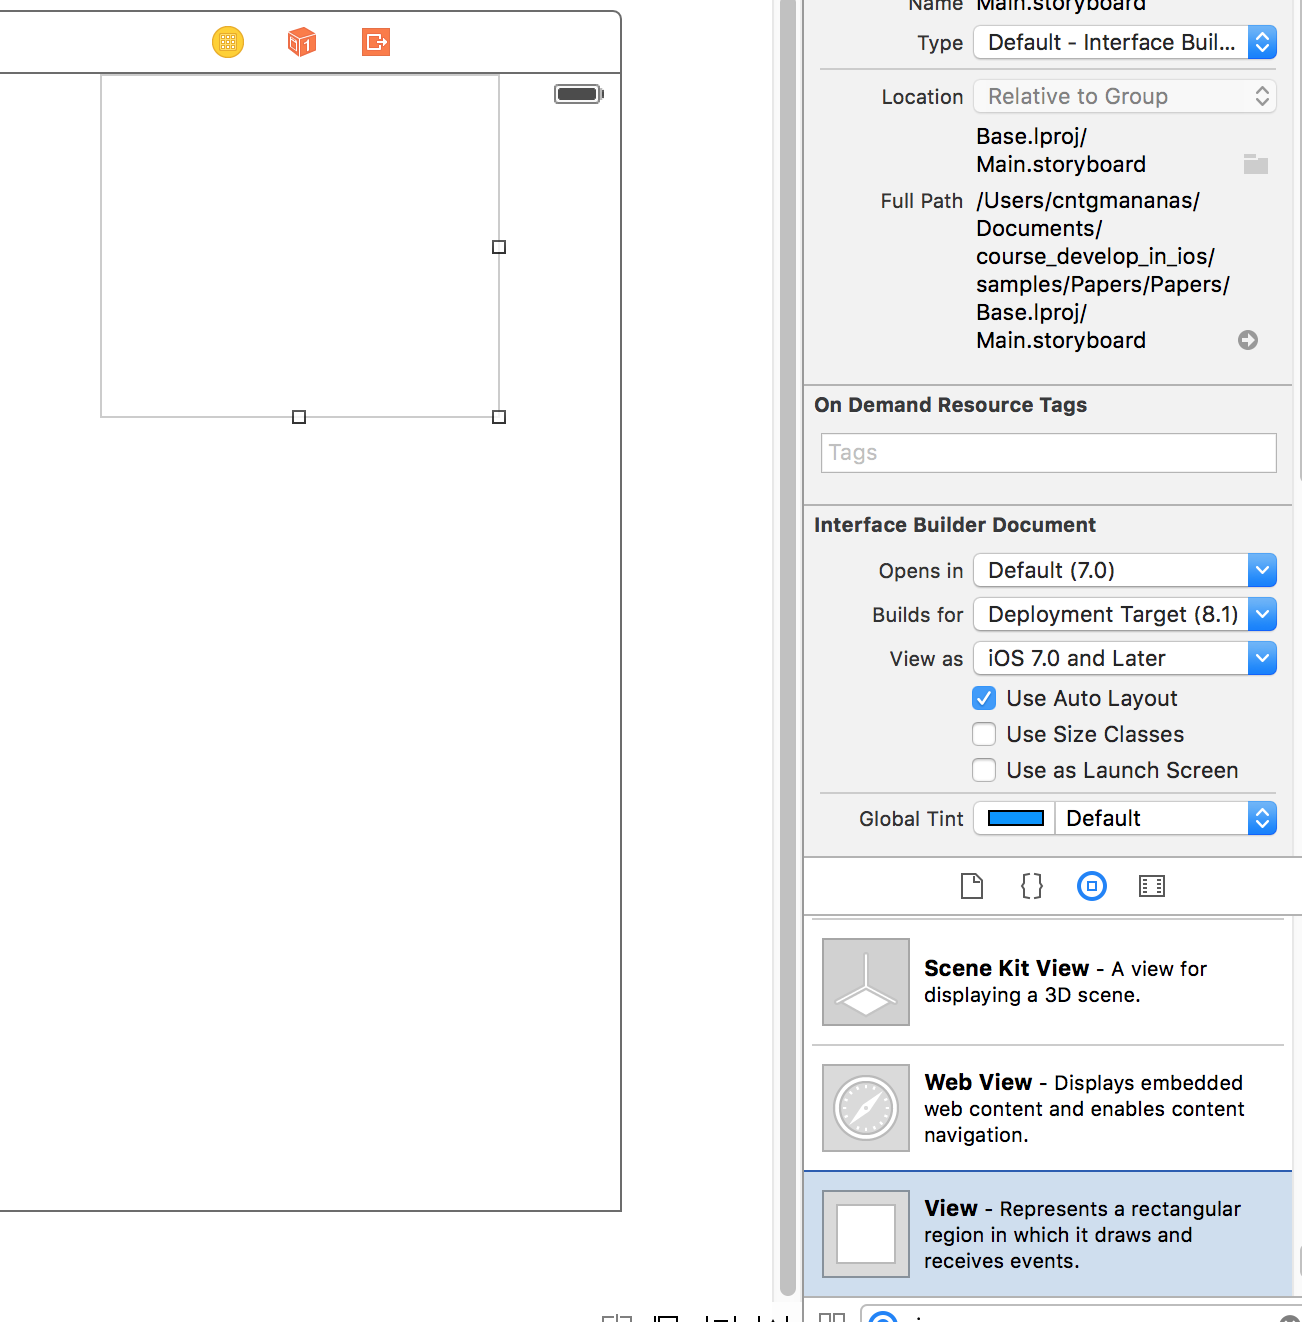 Name Main.storyboard
Type Default - Interface Buil...
Location Relative to Group
Base.lproj/
Main.storyboard
Full Path /Users/cntgmananas/
Documents/
course_develop_in_ios/
samples/Papers/Papers/
Base.lproj/
Main.storyboard
On Demand Resource Tags
Tags
Interface Builder Document
Opens in Default (7.0)
Builds for Deployment Target (8.1)
View as iOS 7.0 and Later
Use Auto Layout
Use Size Classes
Use as Launch Screen
Global Tint Default
{ }
Scene Kit View - A view for
displaying a 3D scene.
Web View - Displays embedded
web content and enables content
navigation.
View - Represents a rectangular
region in which it draws and
receives events.